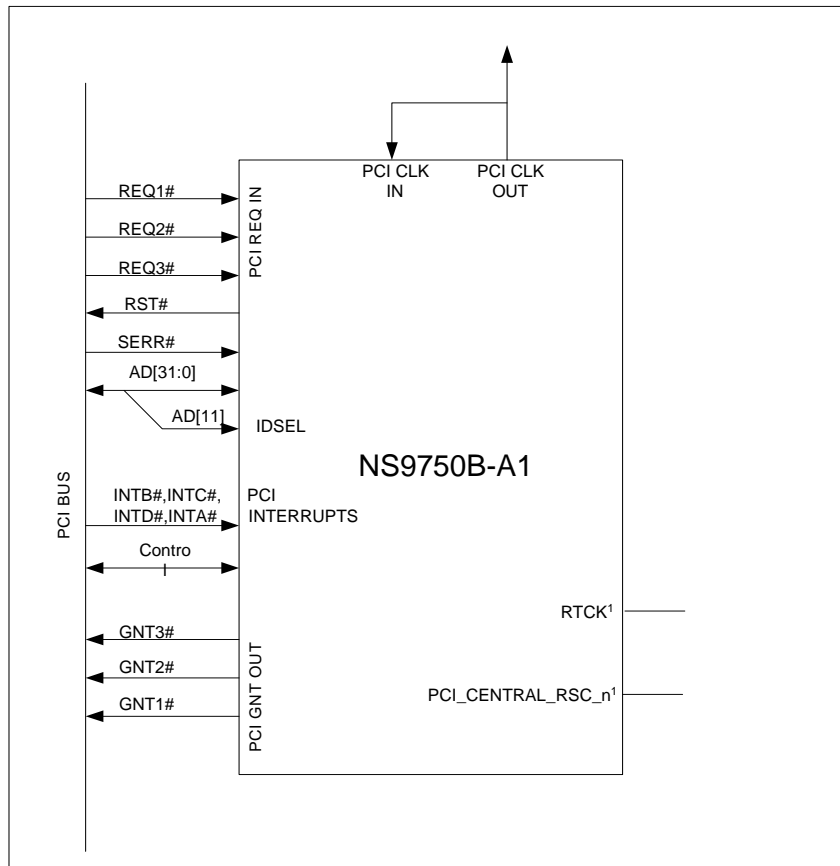 PCI CLK
IN
PCI CLK
OUT
REQ1#
REQ2#
REQ3#
PCI REQ IN
RST#
SERR#
AD[31:0]
AD[11]
IDSEL
NS9750B-A1
PCI BUS
INTB#,INTC#,
INTD#,INTA#
PCI
INTERRUPTS
Contro
RTCK¹
GNT3#
GNT2#
GNT1#
PCI GNT OUT
PCI_CENTRAL_RSC_n¹